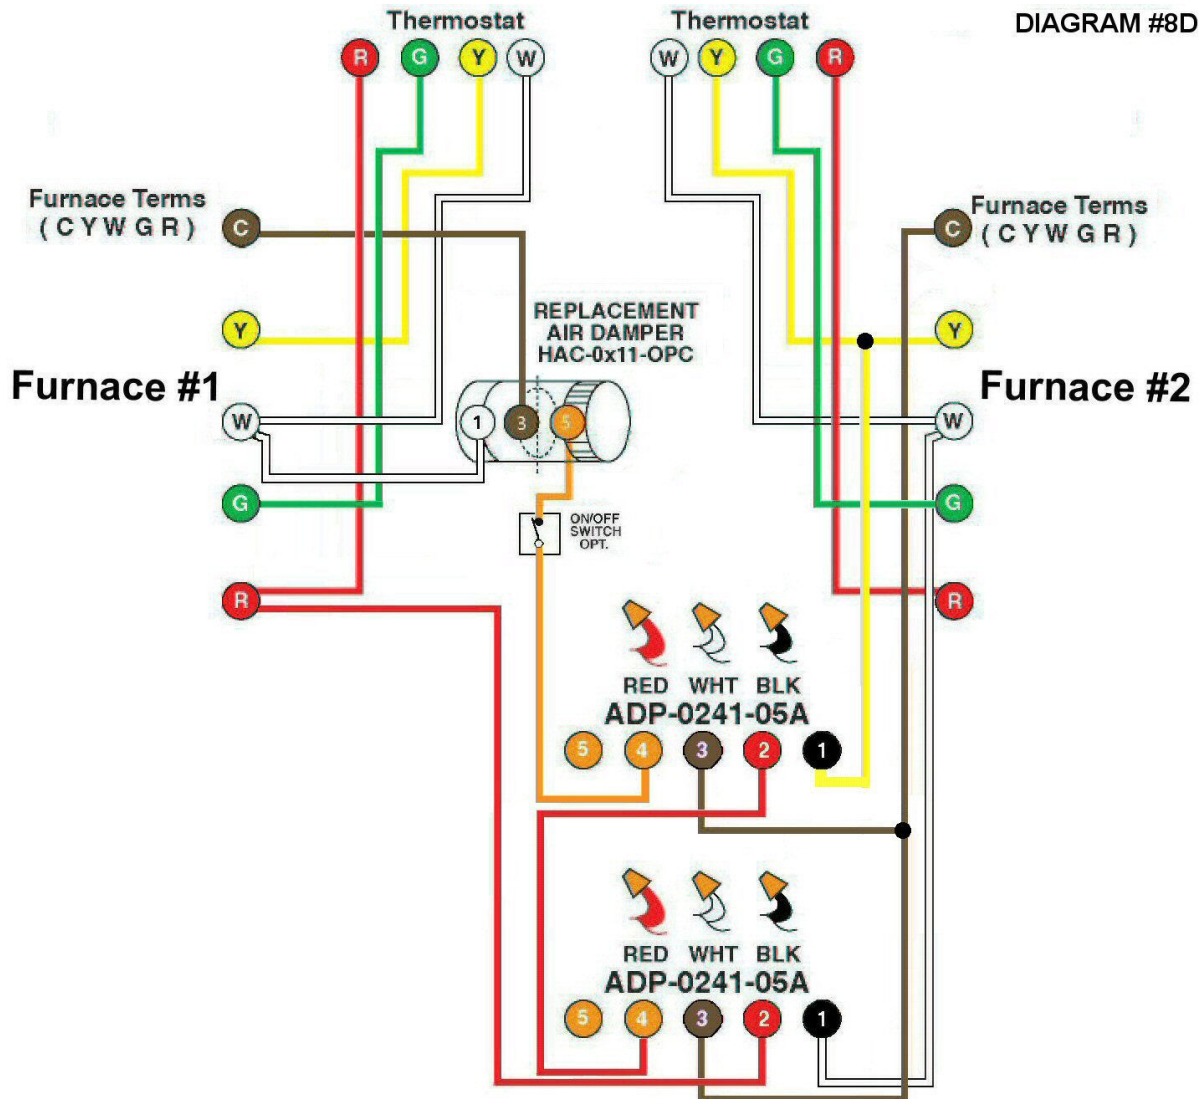 Thermostat
Thermostat
DIAGRAM #8D
R G Y W
W Y G R
Furnace Terms
( C Y W G R )
C
C
Furnace Terms
( C Y W G R )
Y
REPLACEMENT
AIR DAMPER
HAC-0x11-OPC
Y
Furnace #1
Furnace #2
W
1 3 5
W
G
ON/OFF
SWITCH
OPT.
G
R
R
RED WHT BLK
ADP-0241-05A
5 4 3 2 1
RED WHT BLK
ADP-0241-05A
5 4 3 2 1